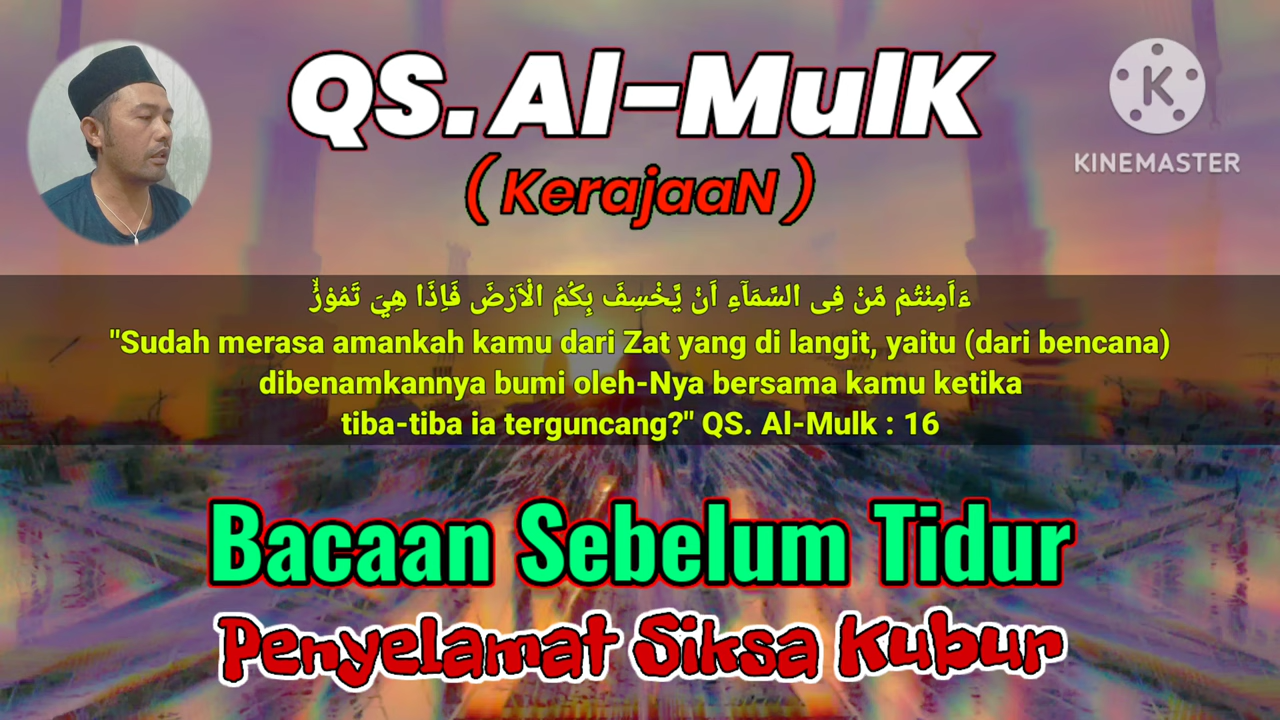 QS. Al-MulK
( KerajaaN )
K
KINEMASTER
ءَاَمِنْتُمْ مَّنْ فِى السَّمَاۤءِ اَنْ يَّخْسِفَ بِكُمُ الْاَرْضَ فَاِذَا هِيَ تَمُوْرُۙ
"Sudah merasa amankah kamu dari Zat yang di langit, yaitu (dari bencana)
dibenamkannya bumi oleh-Nya bersama kamu ketika
tiba-tiba ia terguncang?" QS. Al-Mulk : 16
Bacaan Sebelum Tidur
Penyelamat Siksa Kubur